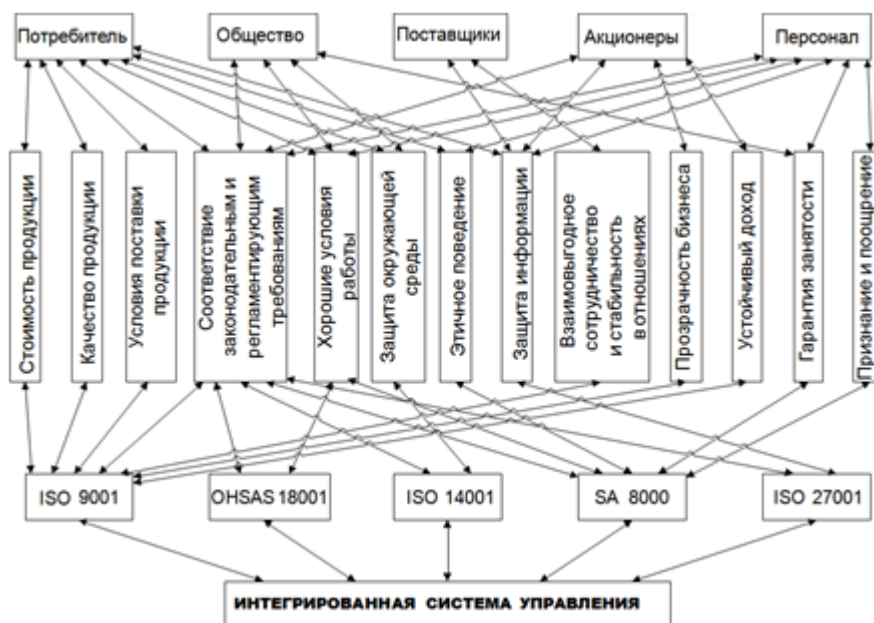 Потребитель
Общество
Поставщики
Акционеры
Персонал
Стоимость продукции
Качество продукции
Условия поставки
продукции
Соответствие
законодательным и
регламентирующим
требованиям
Хорошие условия
работы
Защита окружающей
среды
Этичное поведение
Защита информации
Взаимовыгодное
сотрудничество
и стабильность
в отношениях
Прозрачность бизнеса
Устойчивый доход
Гарантия занятости
Признание и поощрение
ISO 9001
OHSAS 18001
ISO 14001
SA 8000
ISO 27001
ИНТЕГРИРОВАННАЯ СИСТЕМА УПРАВЛЕНИЯ